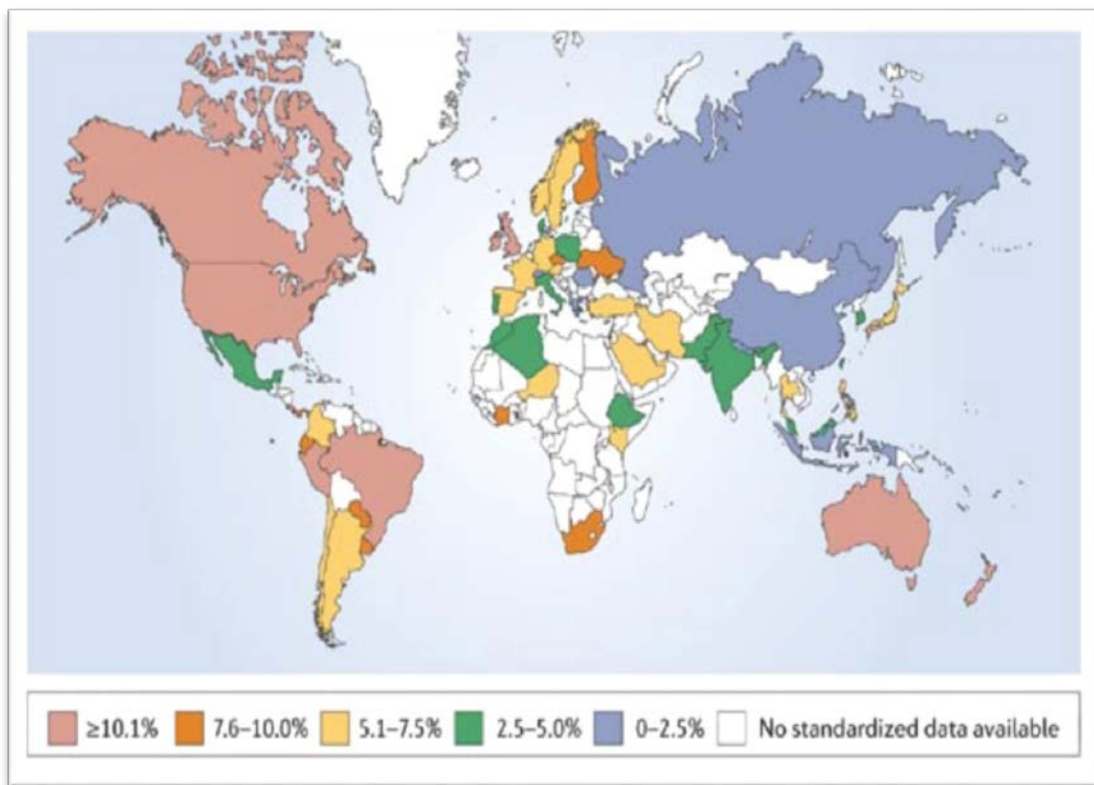 ≥10.1% 7.6–10.0% 5.1–7.5% 2.5–5.0% 0–2.5% No standardized data available